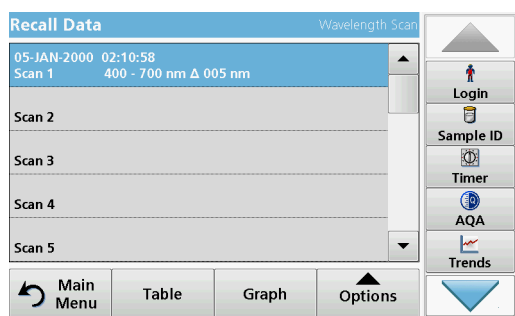 Recall Data
Wavelength Scan
05-JAN-2000 02:10:58
Scan 1 400 - 700 nm Δ 005 nm
Scan 2
Scan 3
Scan 4
Scan 5
Main Menu
Table
Graph
Options
Login
Sample ID
Timer
AQA
Trends